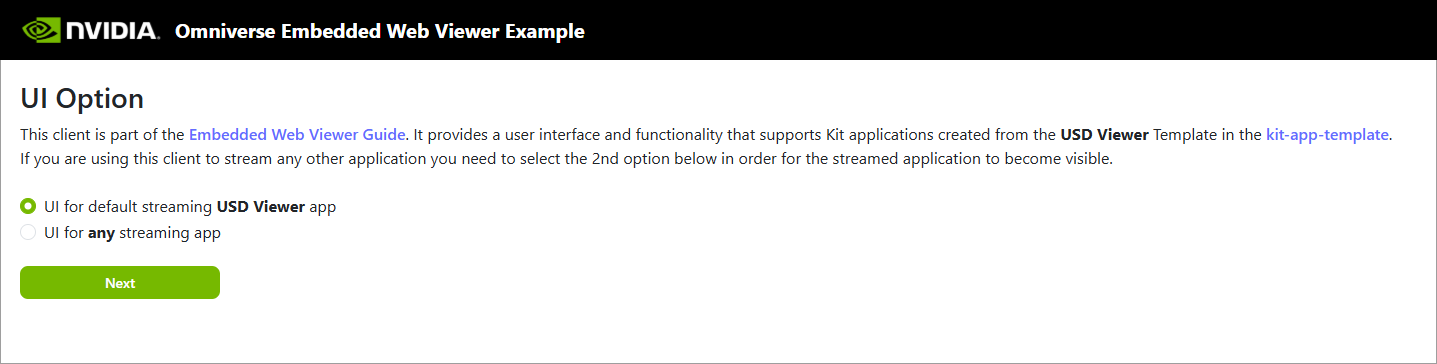 NVIDIA. Omniverse Embedded Web Viewer Example
UI Option
This client is part of the Embedded Web Viewer Guide. It provides a user interface and functionality that supports Kit applications created from the USD Viewer Template in the kit-app-template.
If you are using this client to stream any other application you need to select the 2nd option below in order for the streamed application to become visible.
UI for default streaming USD Viewer app
UI for any streaming app
Next